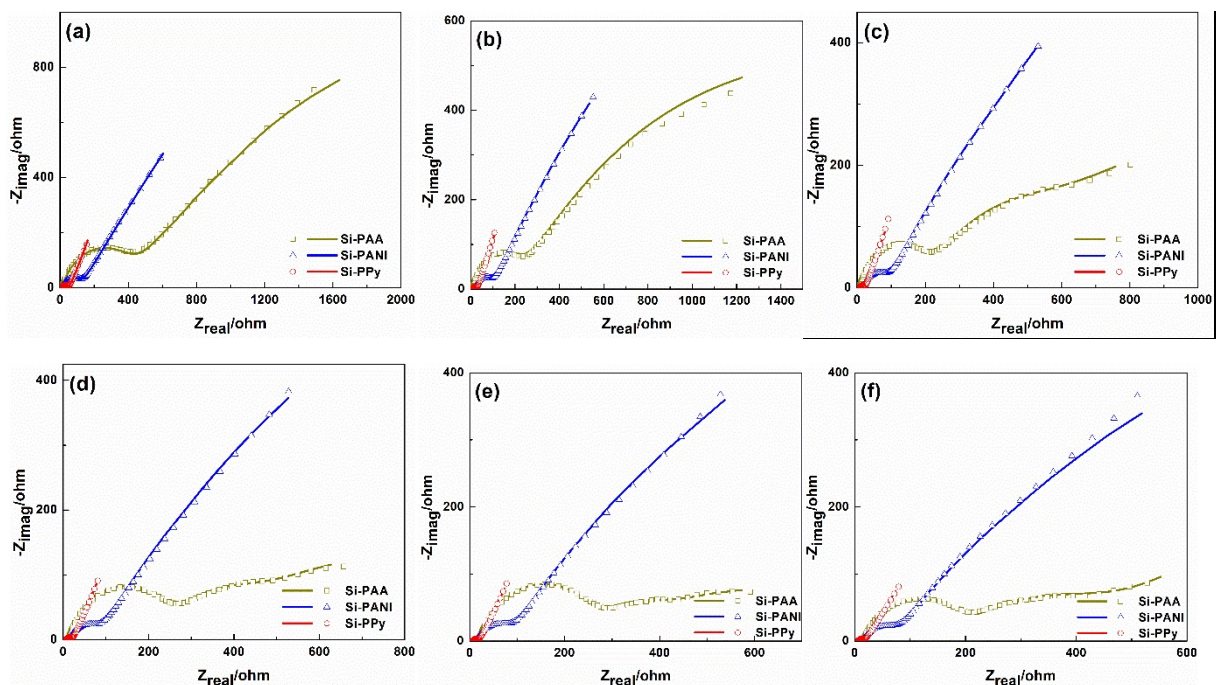 (a)
800
400
0
0 400 800 1200 1600 2000
-Zimag/ohm
Zreal/ohm
Si-PAA
Si-PANI
Si-PPy
(b)
600
400
200
0
0 200 400 600 800 1000 1200 1400
-Zimag/ohm
Zreal/ohm
Si-PAA
Si-PANI
Si-PPy
(c)
400
200
0
0 200 400 600 800 1000
-Zimag/ohm
Zreal/ohm
Si-PAA
Si-PANI
Si-PPy
(d)
400
200
0
0 200 400 600 800
-Zimag/ohm
Zreal/ohm
Si-PAA
Si-PANI
Si-PPy
(e)
400
200
0
0 200 400 600
-Zimag/ohm
Zreal/ohm
Si-PAA
Si-PANI
Si-PPy
(f)
400
200
0
0 200 400 600
-Zimag/ohm
Zreal/ohm
Si-PAA
Si-PANI
Si-PPy